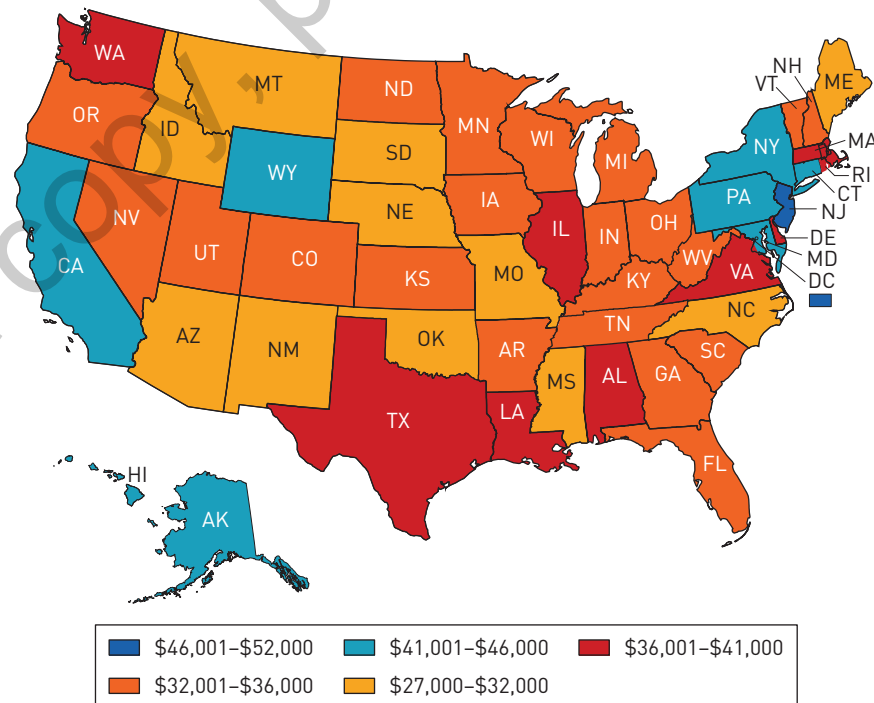 copy,
WA
MT
ND
MN
VT
NH
ME
OR
ID
SD
WI
MI
NY
MA
WY
RI
CT
NE
IA
PA
NJ
NV
IL
IN
OH
DE
CA
UT
CO
KS
MO
WV
VA
MD
DC
KY
AZ
NM
OK
AR
TN
NC
MS
AL
GA
SC
TX
LA
FL
HI
AK
$46,001–$52,000 $41,001–$46,000 $36,001–$41,000
$32,001–$36,000 $27,000–$32,000